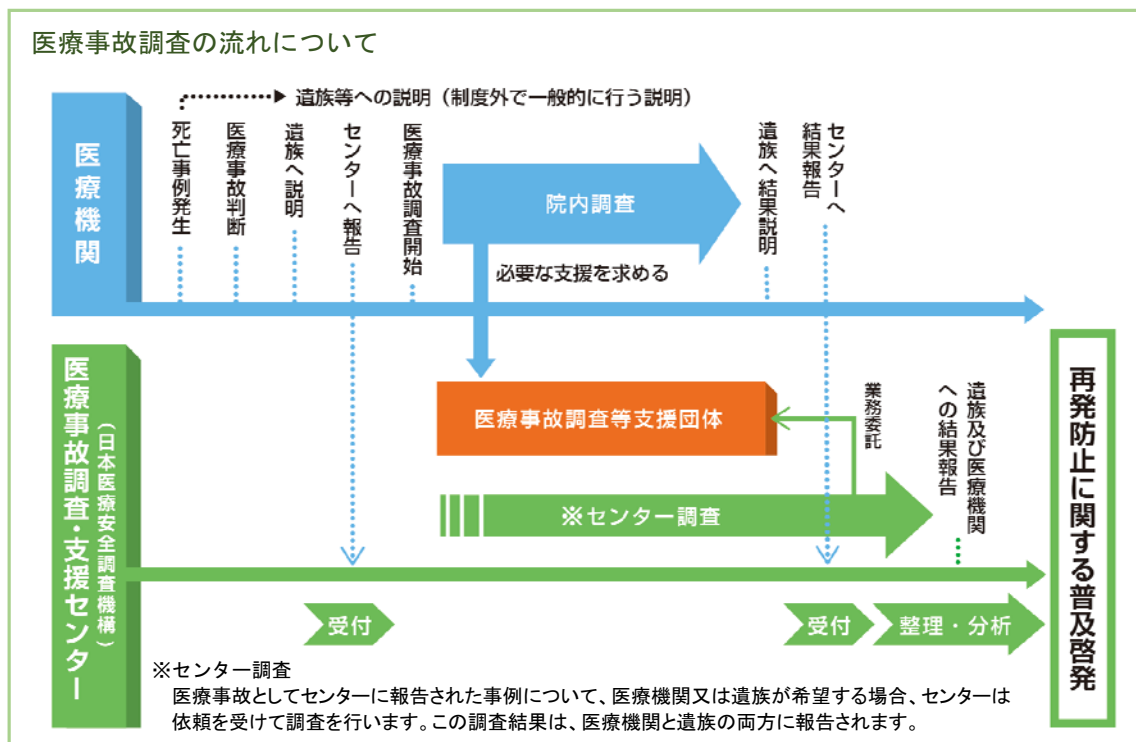 医療事故調査の流れについて
遺族等への説明（制度外で一般的に行う説明）
医療機関
死亡事例発生
医療事故判断
遺族へ説明
センターへ報告
医療事故調査開始
院内調査
遺族へ結果説明
センターへ
結果報告
必要な支援を求める
医療事故調査・支援センター
（日本医療安全調査機構）
医療事故調査等支援団体
業務委託
※センター調査
遺族及び医療機関
への結果報告
再発防止に関する普及啓発
受付
受付
整理・分析
※センター調査
医療事故としてセンターに報告された事例について、医療機関又は遺族が希望する場合、センターは
依頼を受けて調査を行います。この調査結果は、医療機関と遺族の両方に報告されます。